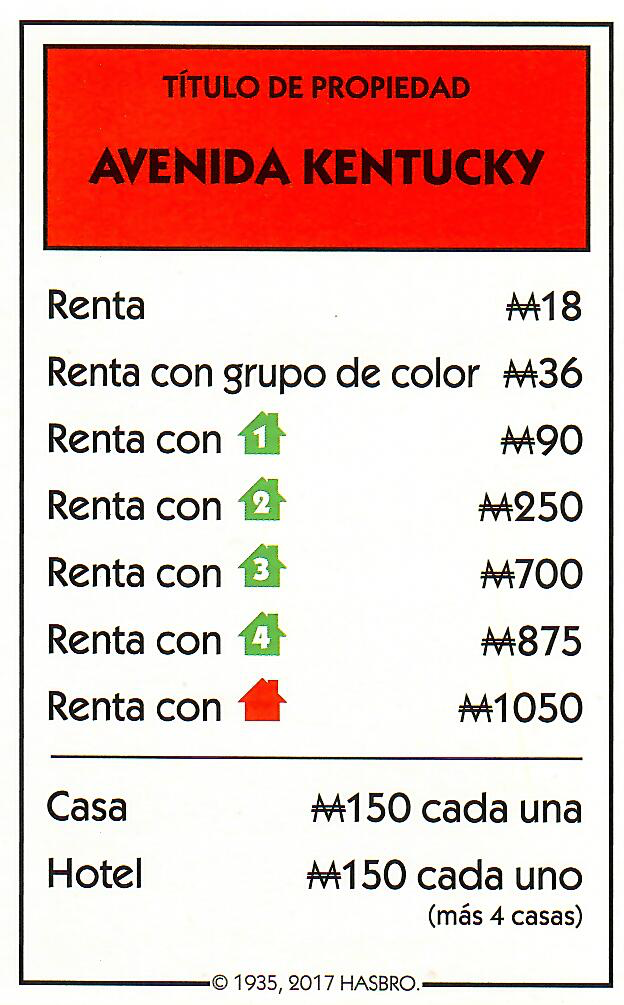 TÍTULO DE PROPIEDAD
AVENIDA KENTUCKY
Renta ₩18
Renta con grupo de color ₩36
Renta con 1 ₩90
Renta con 2 ₩250
Renta con 3 ₩700
Renta con 4 ₩875
Renta con ₩1050
Casa ₩150 cada una
Hotel ₩150 cada uno
(más 4 casas)
© 1935, 2017 HASBRO.